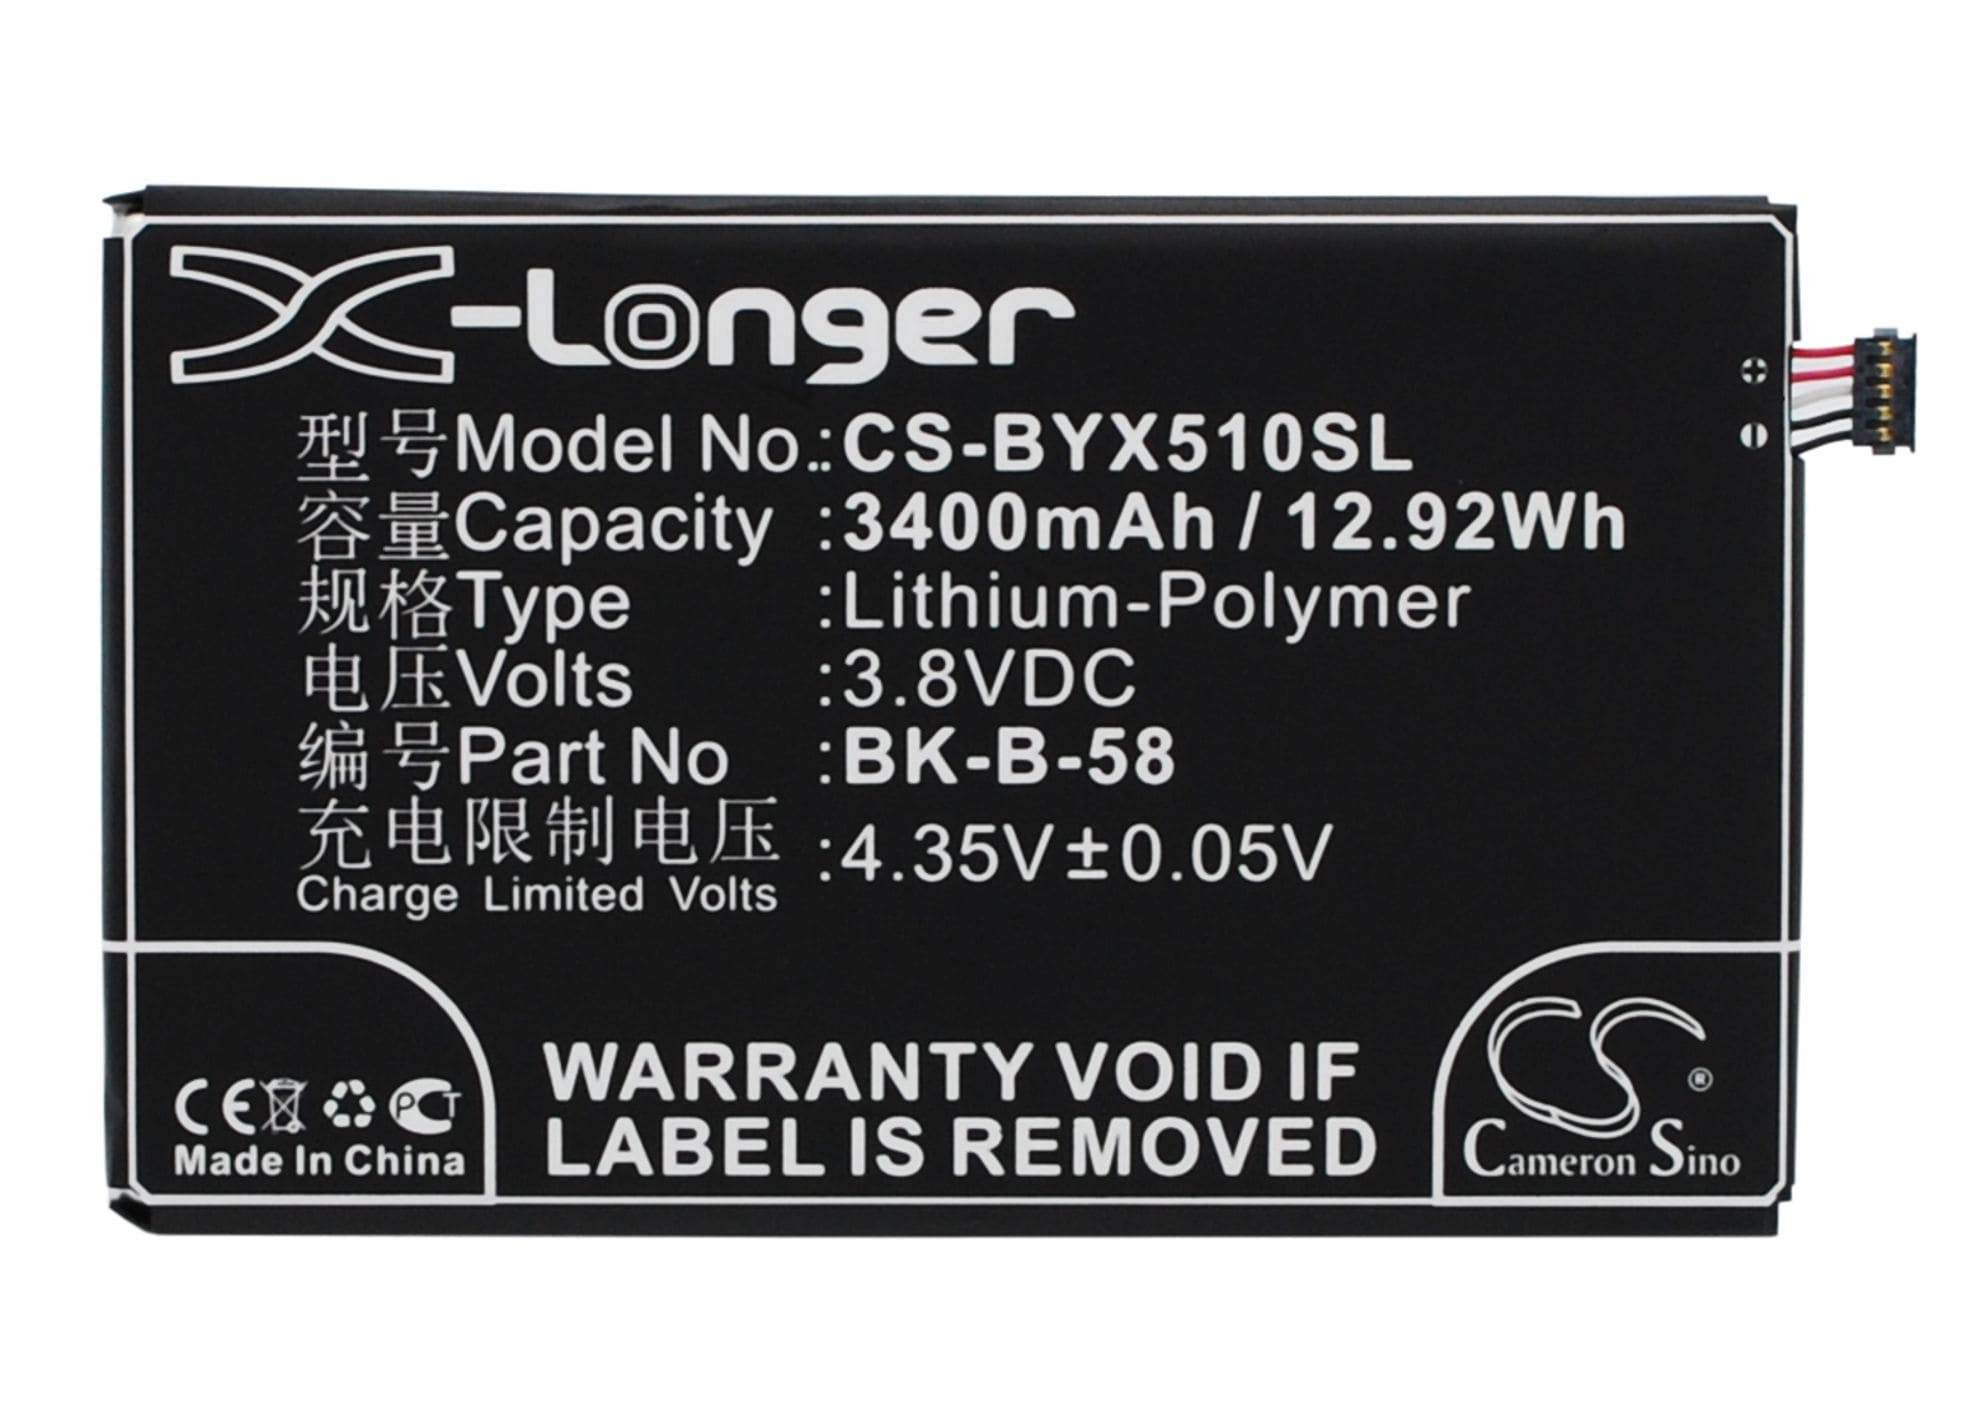 X-Longer
型号Model No.:CS-BYX510SL
容量Capacity :3400mAh / 12.92Wh
规格Type :Lithium-Polymer
电压Volts :3.8VDC
编号Part No :BK-B-58
充电限制电压 :4.35V±0.05V
Charge Limited Volts
CE PCT
Made In China
WARRANTY VOID IF
LABEL IS REMOVED
CS ®
Cameron Sino